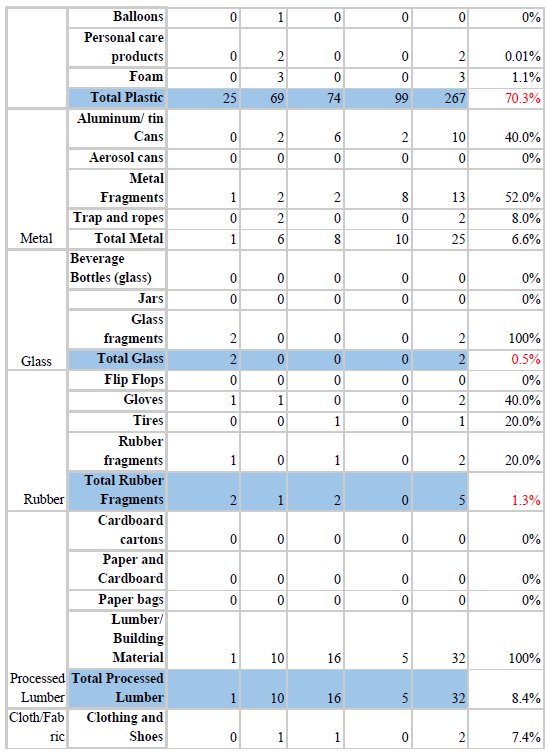 Balloons 0 1 0 0 0 0%
Personal care
products 0 2 0 0 2 0.01%
Foam 0 3 0 0 3 1.1%
Total Plastic 25 69 74 99 267 70.3%
Aluminum/ tin
Cans 0 2 6 2 10 40.0%
Aerosol cans 0 0 0 0 0 0%
Metal
Fragments 1 2 2 8 13 52.0%
Trap and ropes 0 2 0 0 2 8.0%
Metal Total Metal 1 6 8 10 25 6.6%
Beverage
Bottles (glass) 0 0 0 0 0 0%
Jars 0 0 0 0 0 0%
Glass
fragments 2 0 0 0 2 100%
Glass Total Glass 2 0 0 0 2 0.5%
Flip Flops 0 0 0 0 0 0%
Gloves 1 1 0 0 2 40.0%
Tires 0 0 1 0 1 20.0%
Rubber
fragments 1 0 1 0 2 20.0%
Total Rubber
Rubber Fragments 2 1 2 0 5 1.3%
Cardboard
cartons 0 0 0 0 0 0%
Paper and
Cardboard 0 0 0 0 0 0%
Paper bags 0 0 0 0 0 0%
Lumber/
Building
Material 1 10 16 5 32 100%
Processed Total Processed
Lumber Lumber 1 10 16 5 32 8.4%
Cloth/Fab Clothing and
ric Shoes 0 1 1 0 2 7.4%